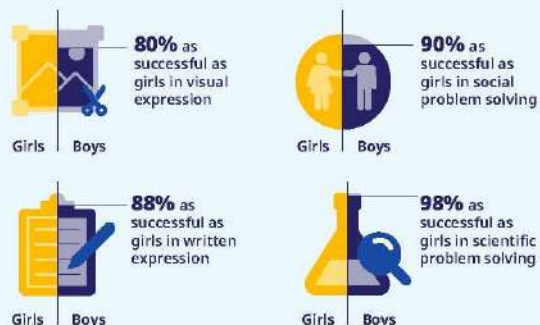 80% as
successful as
girls in visual
expression
Girls Boys
90% as
successful as
girls in social
problem solving
Girls Boys
88% as
successful as
girls in written
expression
Girls Boys
98% as
successful as
girls in scientific
problem solving
Girls Boys